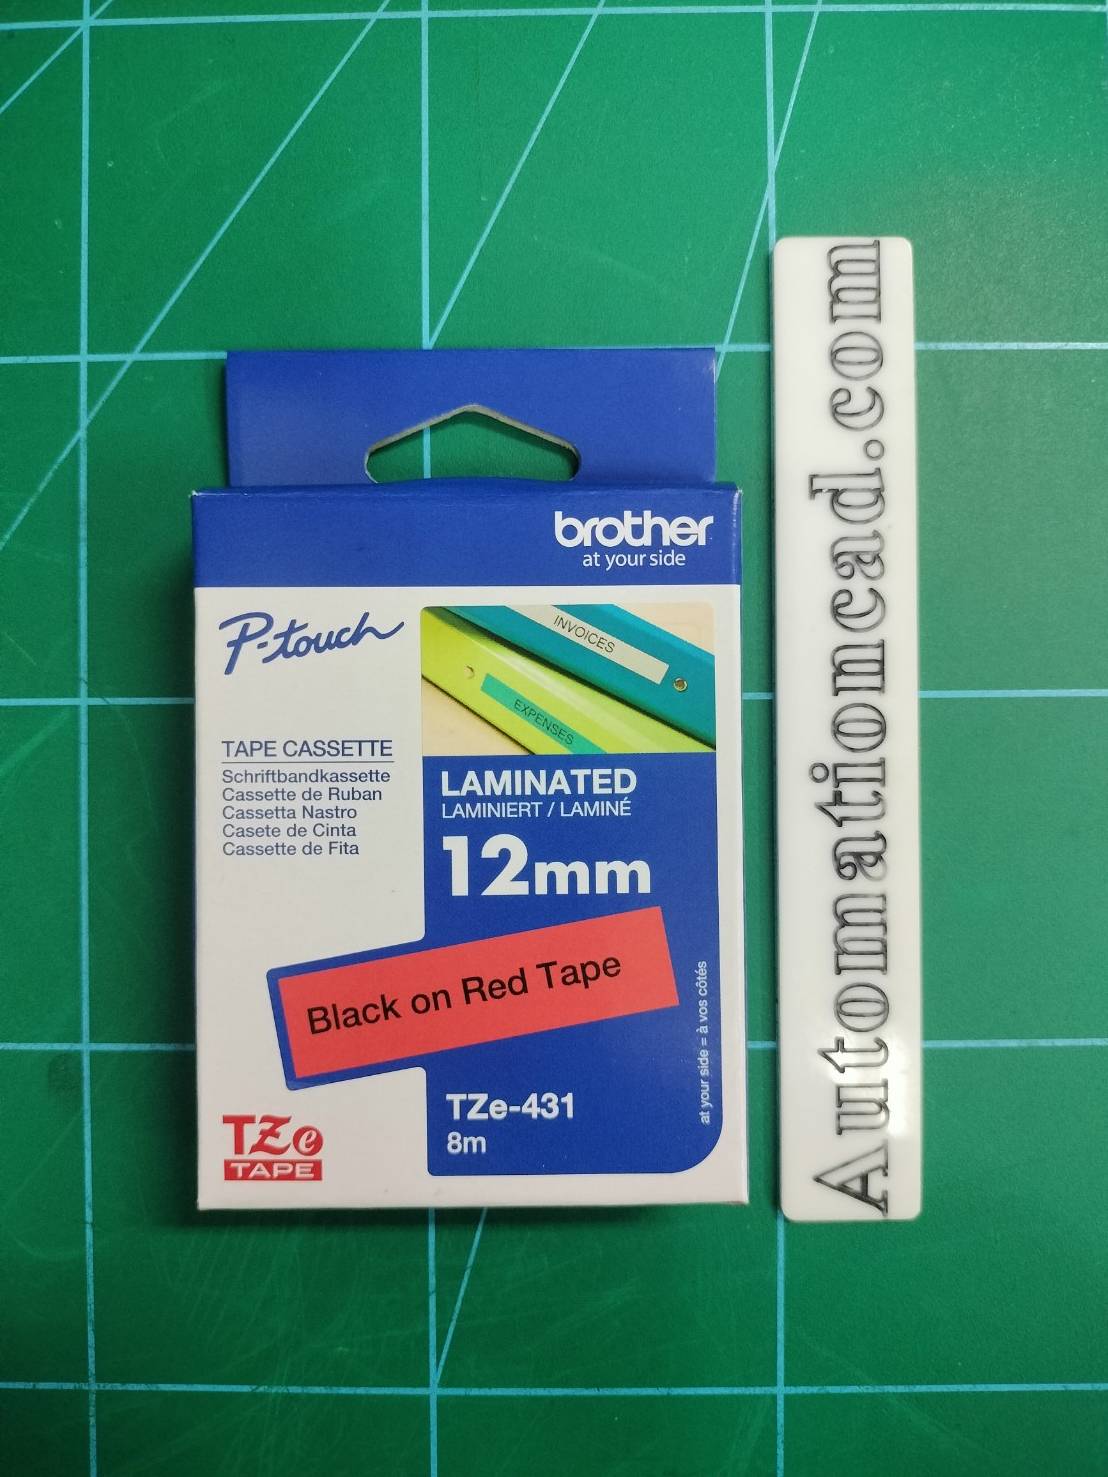 brother
at your side
P-touch
INVOICES
EXPENSES
TAPE CASSETTE
Schriftbandkassette
Cassette de Ruban
Cassetta Nastro
Casete de Cinta
Cassette de Fita
LAMINATED
LAMINIERT / LAMINÉ
12mm
Black on Red Tape
at your side = à vos côtés
TZe-431
8m
TZe
TAPE
Automationcad.com